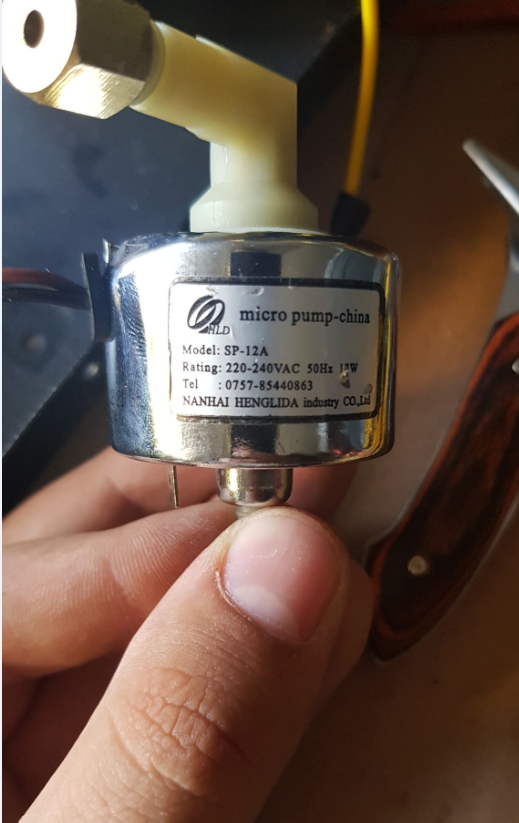 HLD
micro pump-china
Model: SP-12A
Rating: 220-240VAC 50Hz
Tel : 0757-85440863
NANHAI HENGLIDA industry CO.,Ltd